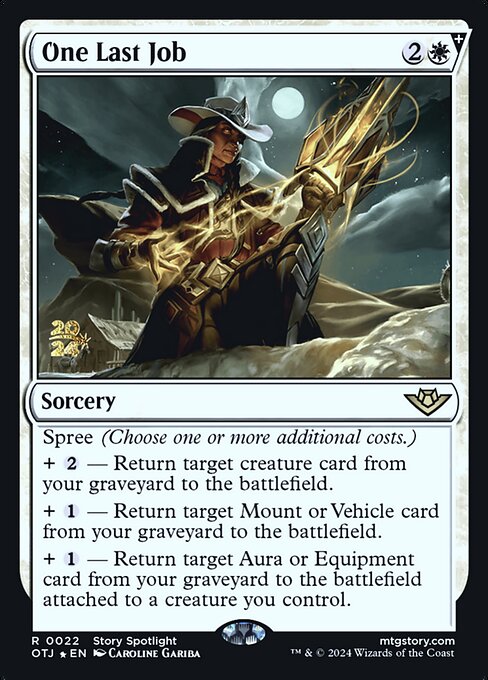 One Last Job 2
2024
Sorcery
Spree (Choose one or more additional costs.)
+ 2 — Return target creature card from
your graveyard to the battlefield.
+ 1 — Return target Mount or Vehicle card
from your graveyard to the battlefield.
+ 1 — Return target Aura or Equipment
card from your graveyard to the battlefield
attached to a creature you control.
R 0022 Story Spotlight mtgstory.com
OTJ ★ EN Caroline Gariba ™ & © 2024 Wizards of the Coast